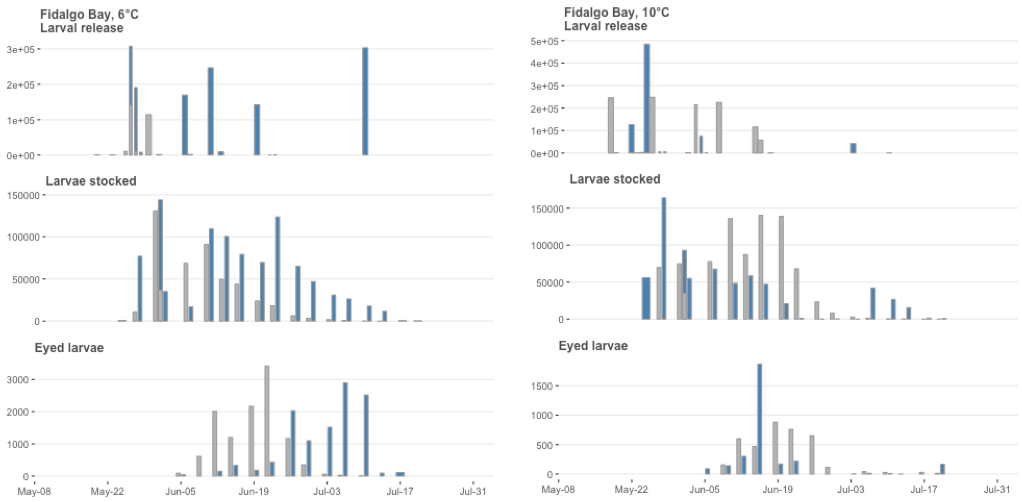 Fidalgo Bay, 6°C
Larval release
3e+05
2e+05
1e+05
0e+00
Larvae stocked
150000
100000
50000
0
Eyed larvae
3000
2000
1000
0
May-08 May-22 Jun-05 Jun-19 Jul-03 Jul-17 Jul-31
Fidalgo Bay, 10°C
Larval release
5e+05
4e+05
3e+05
2e+05
1e+05
0e+00
Larvae stocked
150000
100000
50000
0
Eyed larvae
1500
1000
500
0
May-08 May-22 Jun-05 Jun-19 Jul-03 Jul-17 Jul-31